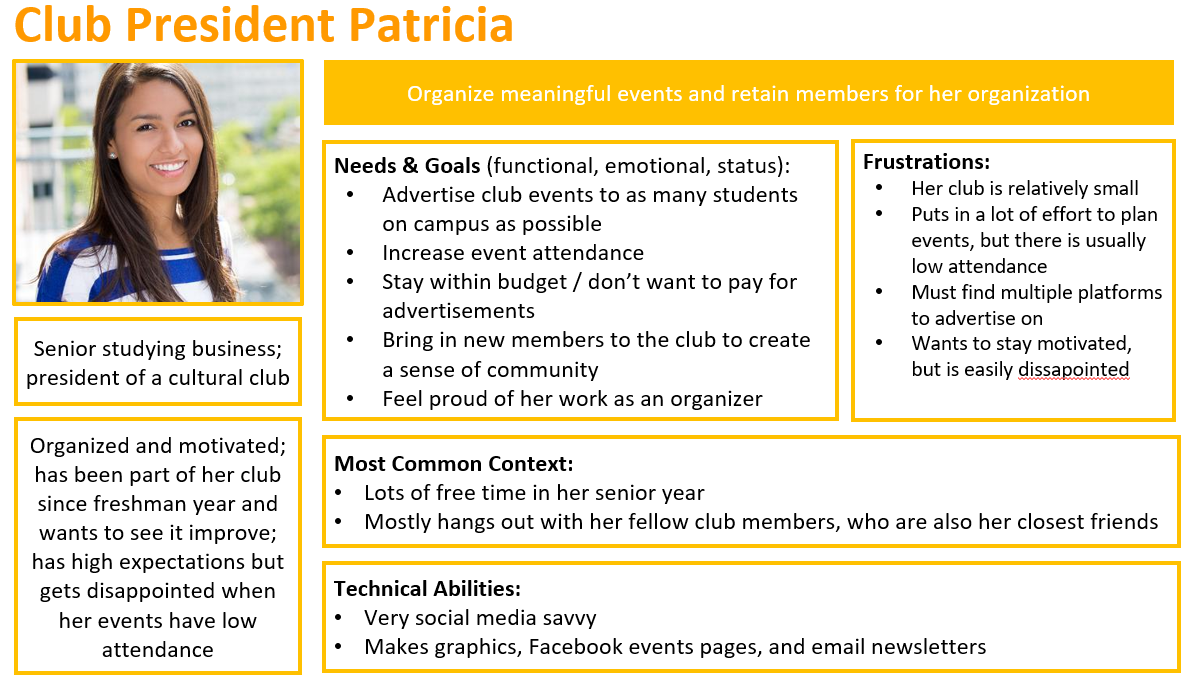 Club President Patricia
Organize meaningful events and retain members for her organization
Senior studying business;
president of a cultural club
Organized and motivated;
has been part of her club
since freshman year and
wants to see it improve;
has high expectations but
gets disappointed when
her events have low
attendance
Needs & Goals (functional, emotional, status):
• Advertise club events to as many students
on campus as possible
• Increase event attendance
• Stay within budget / don’t want to pay for
advertisements
• Bring in new members to the club to create
a sense of community
• Feel proud of her work as an organizer
Frustrations:
• Her club is relatively small
• Puts in a lot of effort to plan
events, but there is usually
low attendance
• Must find multiple platforms
to advertise on
• Wants to stay motivated,
but is easily dissapointed
Most Common Context:
• Lots of free time in her senior year
• Mostly hangs out with her fellow club members, who are also her closest friends
Technical Abilities:
• Very social media savvy
• Makes graphics, Facebook events pages, and email newsletters